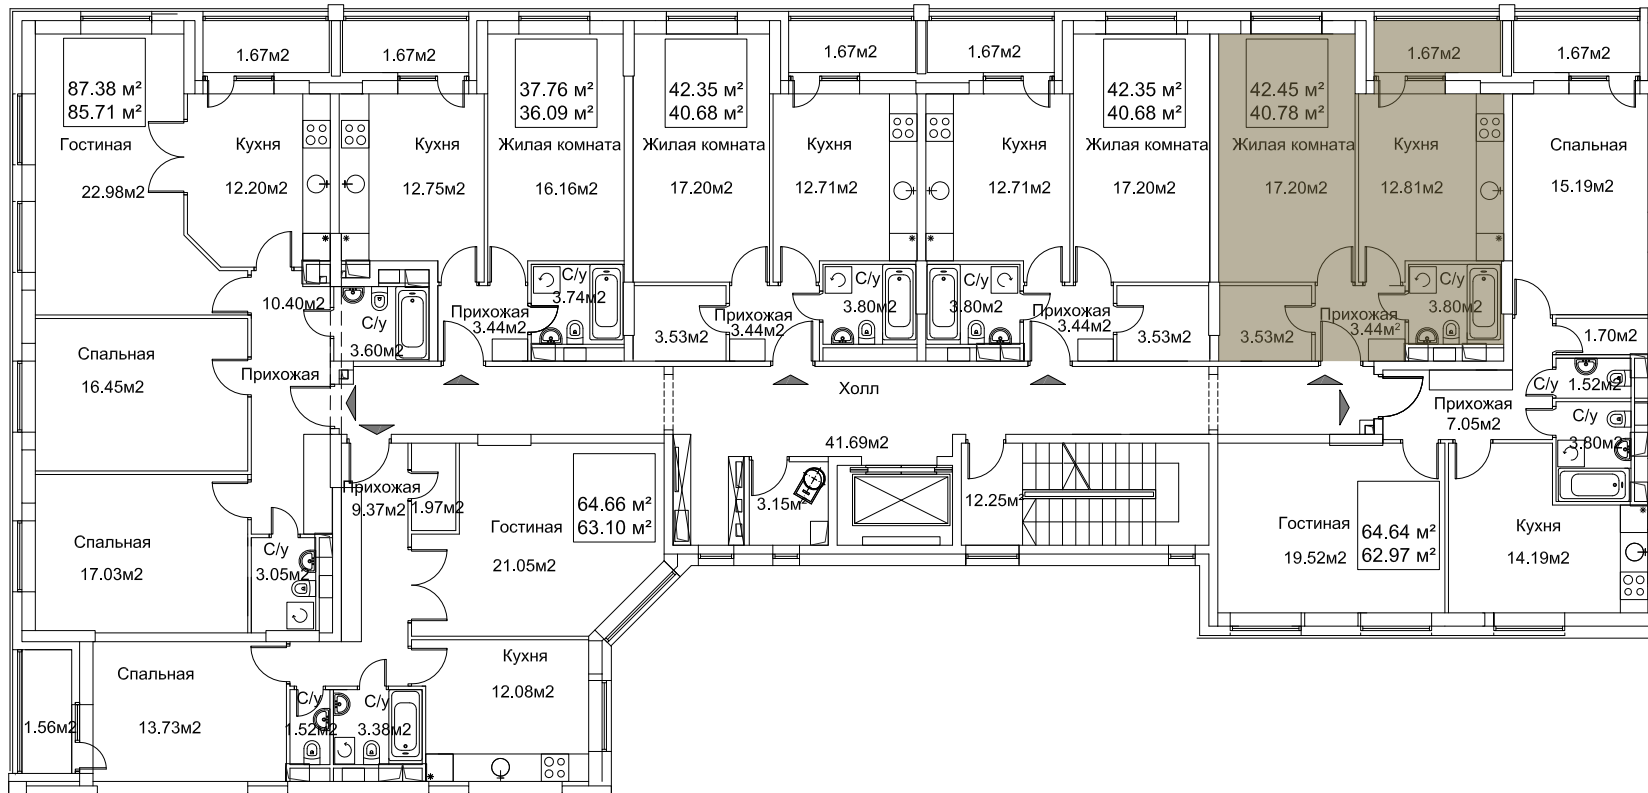 1.67м2
1.67м2
1.67м2
1.67м2
1.67м2
1.67м2
87.38 м²
85.71 м²
37.76 м²
36.09 м²
42.35 м²
40.68 м²
42.35 м²
40.68 м²
42.45 м²
40.78 м²
Гостиная
22.98м2
Кухня
12.20м2
Кухня
12.75м2
Жилая комната
16.16м2
Жилая комната
17.20м2
Кухня
12.71м2
Кухня
12.71м2
Жилая комната
17.20м2
Жилая комната
17.20м2
Кухня
12.81м2
Спальная
15.19м2
10.40м2
С/у
3.60м2
Прихожая
3.44м2
С/у
3.74м2
3.53м2
Прихожая
3.44м2
С/у
3.80м2
С/у
3.80м2
Прихожая
3.44м2
3.53м2
3.53м2
Прихожая
3.44м²
С/у
3.80м2
1.70м2
Спальная
16.45м2
Прихожая
Холл
41.69м2
С/у
1.52м2
Прихожая
7.05м2
С/у
3.80м2
Прихожая
9.37м2
1.97м2
Гостиная
21.05м2
64.66 м²
63.10 м²
3.15м²
12.25м²
Гостиная
19.52м2
64.64 м²
62.97 м²
Кухня
14.19м2
Спальная
17.03м2
С/у
3.05м2
Спальная
13.73м2
1.56м2
С/у
1.52м2
С/у
3.38м2
Кухня
12.08м2